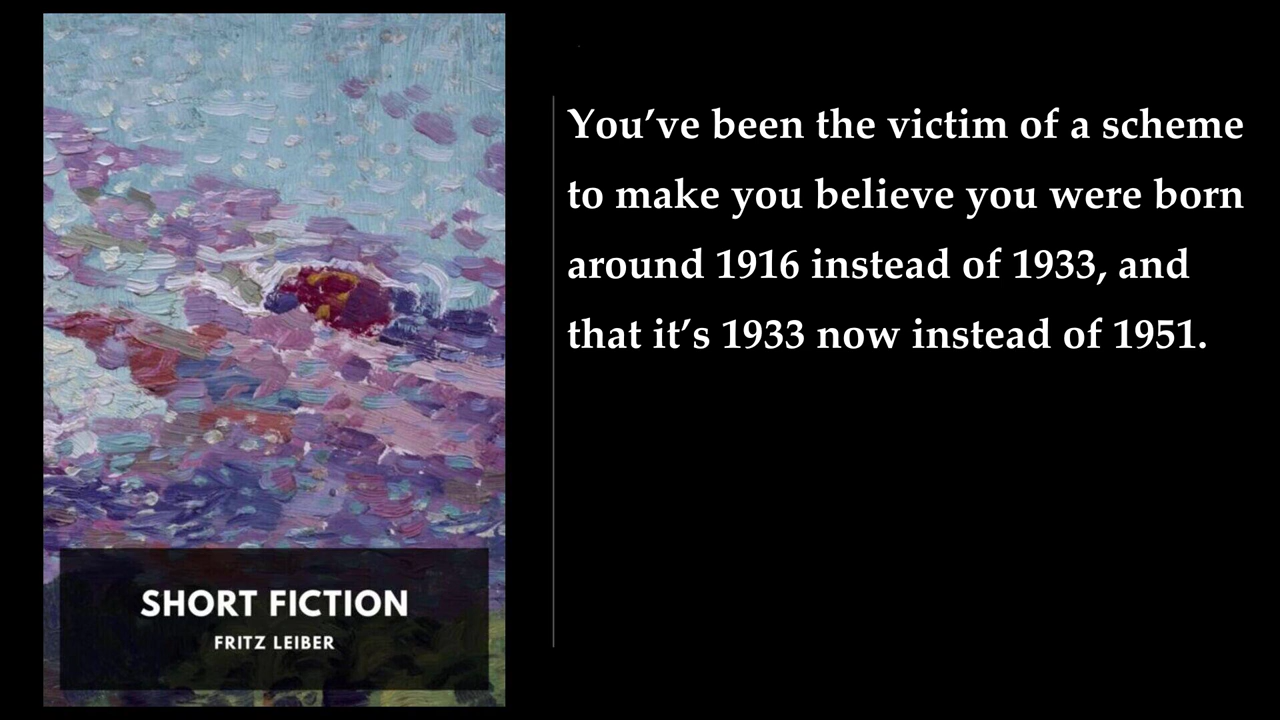 SHORT FICTION
FRITZ LEIBER
You’ve been the victim of a scheme
to make you believe you were born
around 1916 instead of 1933, and
that it’s 1933 now instead of 1951.